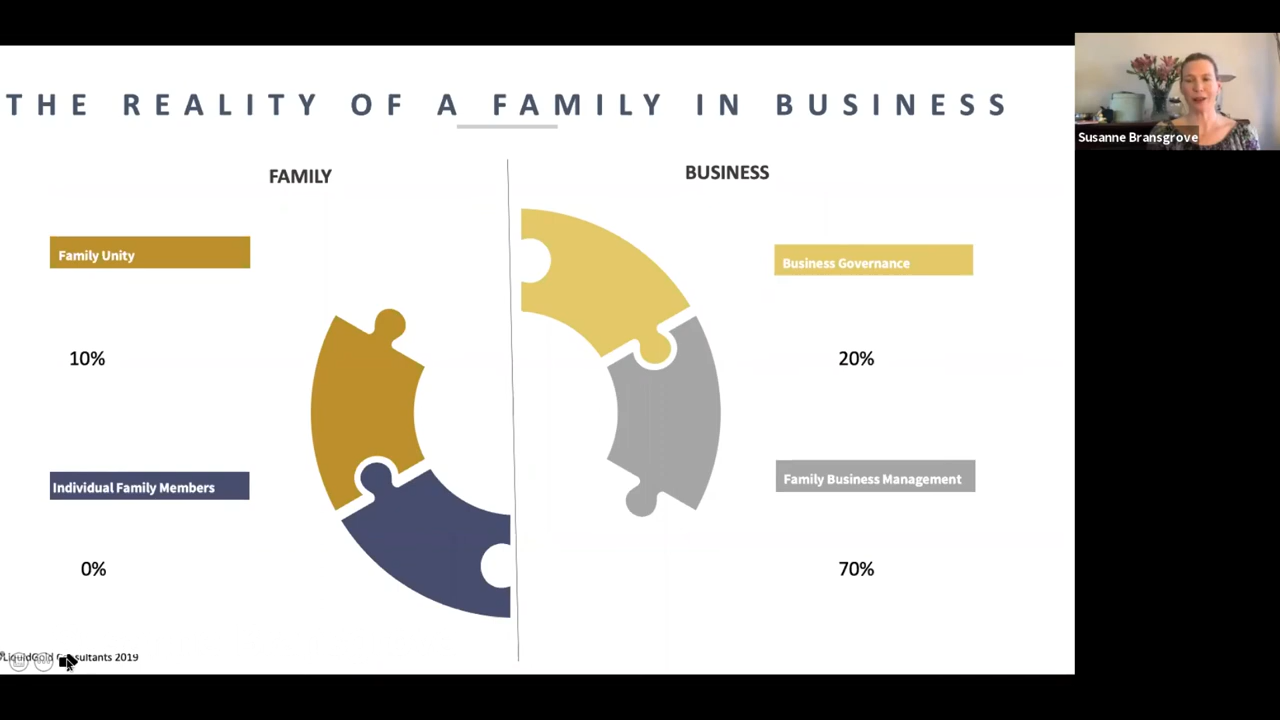 THE REALITY OF A FAMILY IN BUSINESS
Susanne Bransgrove
FAMILY
BUSINESS
Family Unity
Business Governance
10%
20%
Individual Family Members
Family Business Management
0%
70%
2019